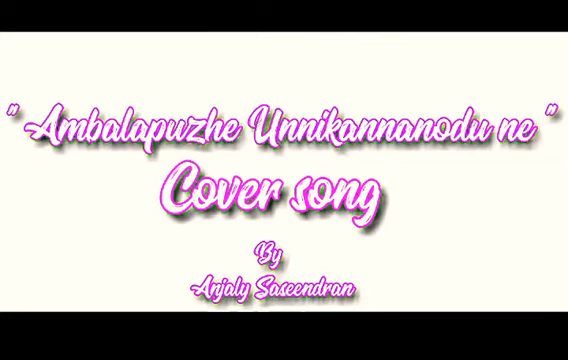 "Ambalapuzhe Unnikannanodu ne"
Cover song
By
Anjaly Saseendran